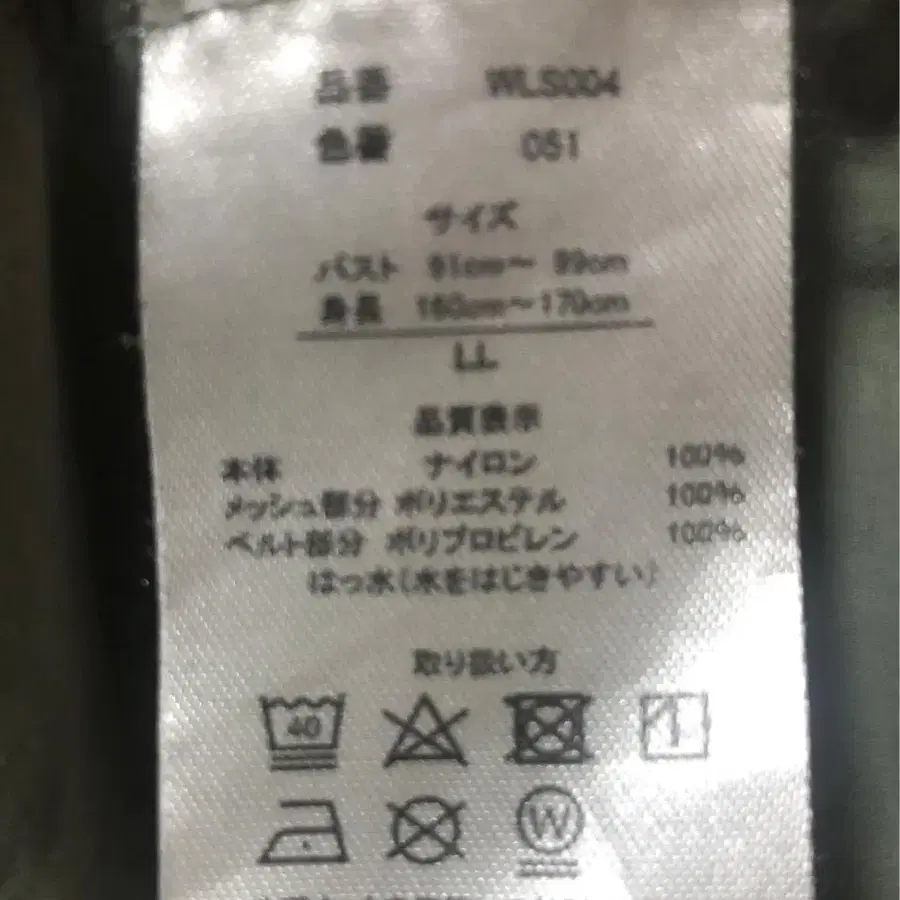 品番 WLS004
色番 051
サイズ
バスト 91cm～ 99cm
身長 160cm～170cm
LL
品質表示
本体 ナイロン 100%
メッシュ部分 ポリエステル 100%
ベルト部分 ポリプロピレン 100%
はっ水(水をはじきやすい)
取り扱い方
40
W